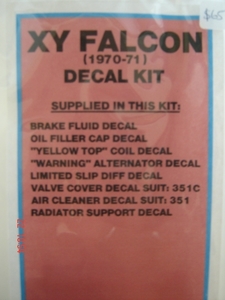 $65
XY FALCON
(1970-71)
DECAL KIT
SUPPLIED IN THIS KIT:
BRAKE FLUID DECAL
OIL FILLER CAP DECAL
"YELLOW TOP" COIL DECAL
"WARNING" ALTERNATOR DECAL
LIMITED SLIP DIFF DECAL
VALVE COVER DECAL SUIT: 351C
AIR CLEANER DECAL SUIT: 351
RADIATOR SUPPORT DECAL